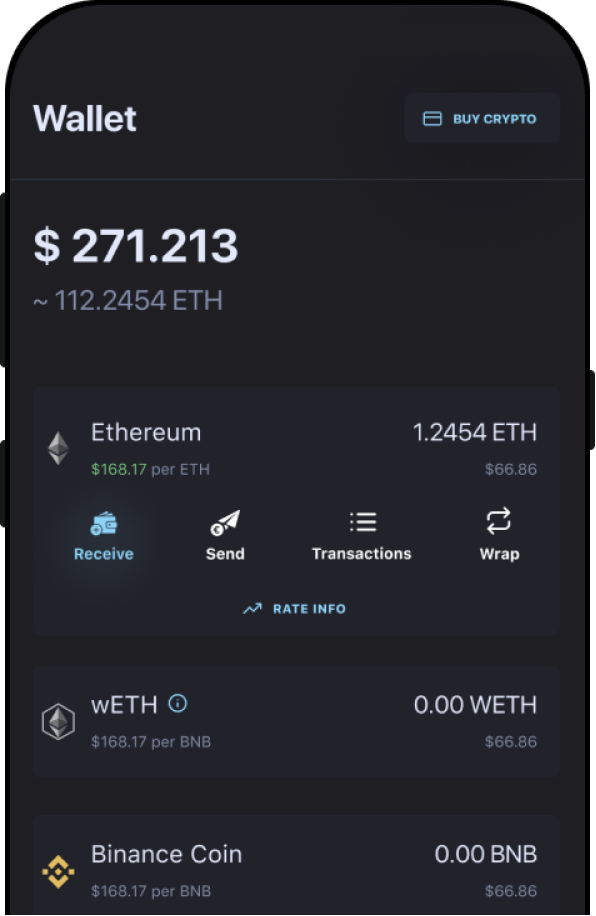 Wallet
BUY CRYPTO
$ 271.213
~ 112.2454 ETH
Ethereum 1.2454 ETH
$168.17 per ETH $66.86
Receive Send Transactions Wrap
RATE INFO
wETH 0.00 WETH
$168.17 per BNB $66.86
Binance Coin 0.00 BNB
$168.17 per BNB $66.86